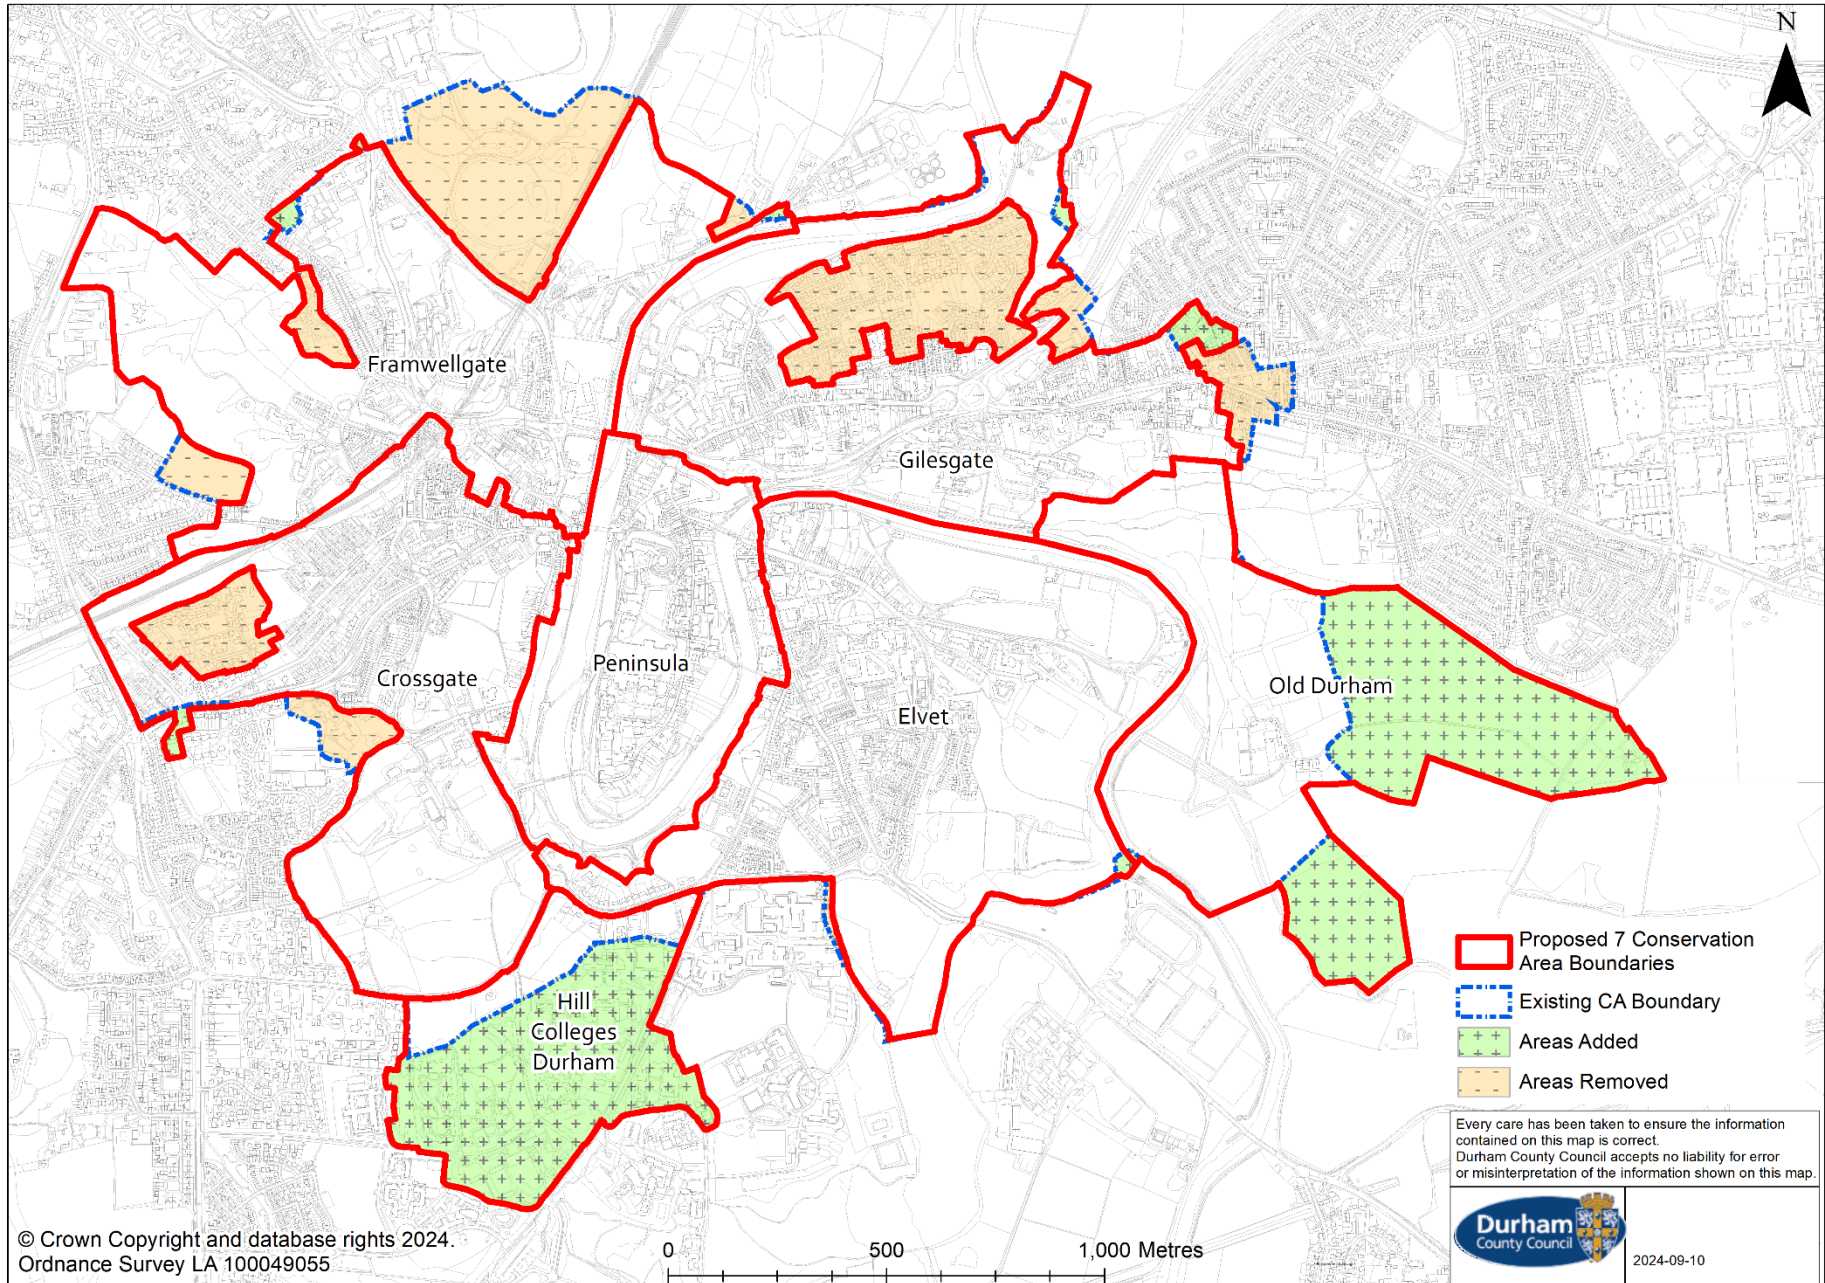 N
Framwellgate
Gilesgate
Peninsula
Crossgate
Old Durham
Elvet
Proposed 7 Conservation
Area Boundaries
Hill
Colleges
Durham
Existing CA Boundary
Areas Added
Areas Removed
Every care has been taken to ensure the information
contained on this map is correct.
Durham County Council accepts no liability for error
or misinterpretation of the information shown on this map.
© Crown Copyright and database rights 2024.
Ordnance Survey LA 100049055
0 500 1,000 Metres
Durham
County Council
2024-09-10